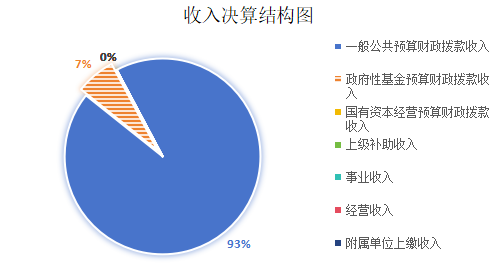 收入决算结构图
0%
7%
93%
一般公共预算财政拨款收入
政府性基金预算财政拨款收
入
国有资本经营预算财政拨款
收入
上级补助收入
事业收入
经营收入
附属单位上缴收入